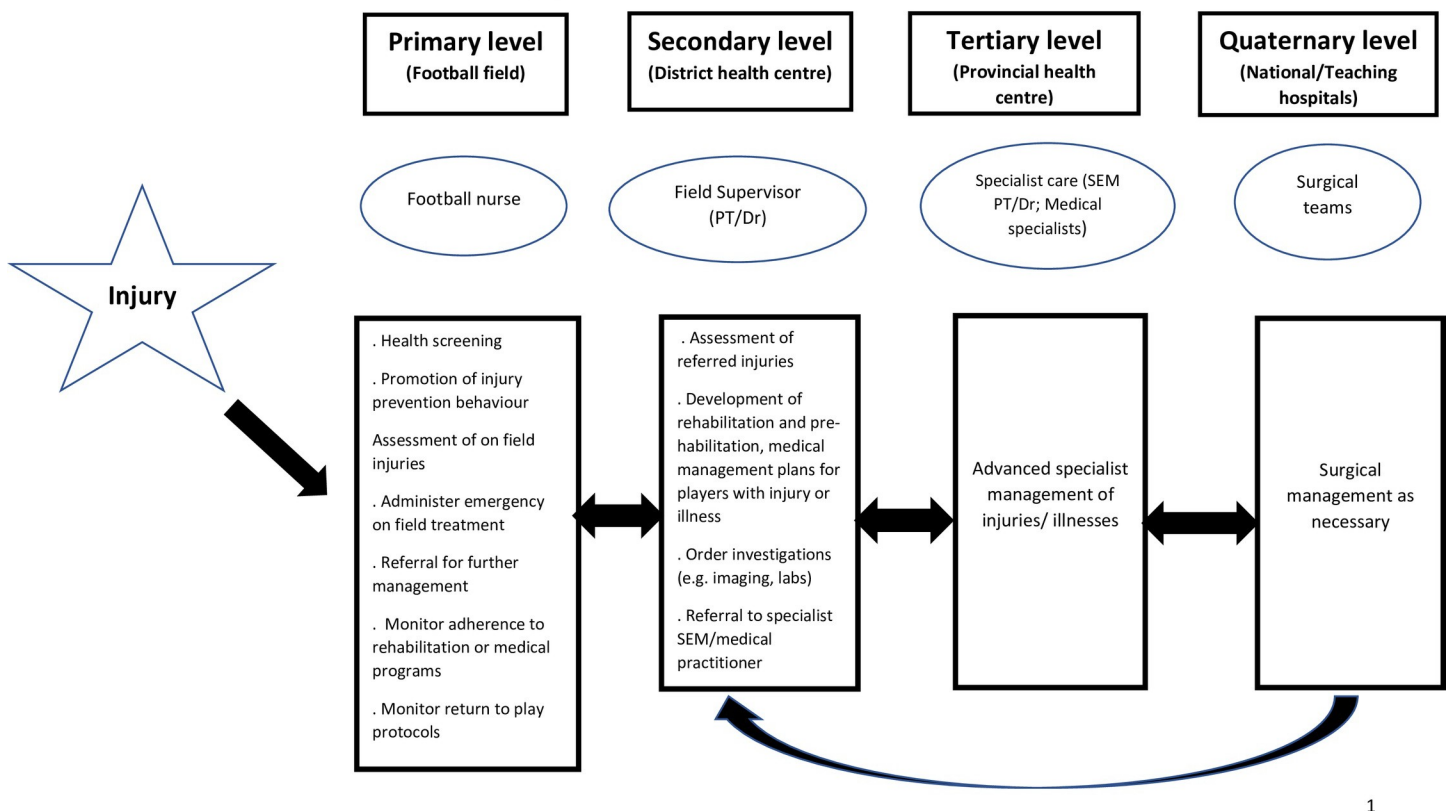 Primary level
(Football field)
Secondary level
(District health centre)
Tertiary level
(Provincial health
centre)
Quaternary level
(National/Teaching
hospitals)
Football nurse
Field Supervisor
(PT/Dr)
Specialist care (SEM
PT/Dr; Medical
specialists)
Surgical
teams
Injury
. Health screening
. Promotion of injury
prevention behaviour
Assessment of on field
injuries
. Administer emergency
on field treatment
. Referral for further
management
. Monitor adherence to
rehabilitation or medical
programs
. Monitor return to play
protocols
. Assessment of
referred injuries
. Development of
rehabilitation and pre-
habilitation, medical
management plans for
players with injury or
illness
. Order investigations
(e.g. imaging, labs)
. Referral to specialist
SEM/medical
practitioner
Advanced specialist
management of
injuries/ illnesses
Surgical
management as
necessary
1